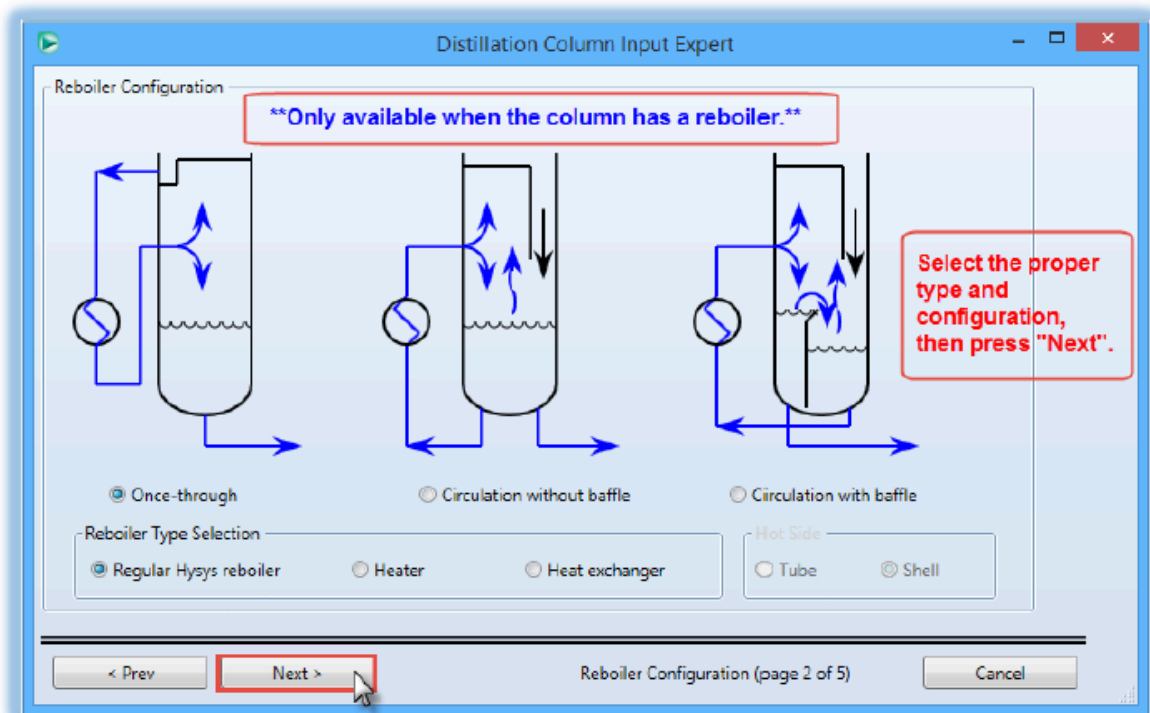 Distillation Column Input Expert
Reboiler Configuration
**Only available when the column has a reboiler.**
Select the proper
type and
configuration,
then press "Next".
Once-through
Circulation without baffle
Circulation with baffle
Reboiler Type Selection
Hot Side
Regular Hysys reboiler
Heater
Heat exchanger
Tube
Shell
< Prev
Next >
Reboiler Configuration (page 2 of 5)
Cancel